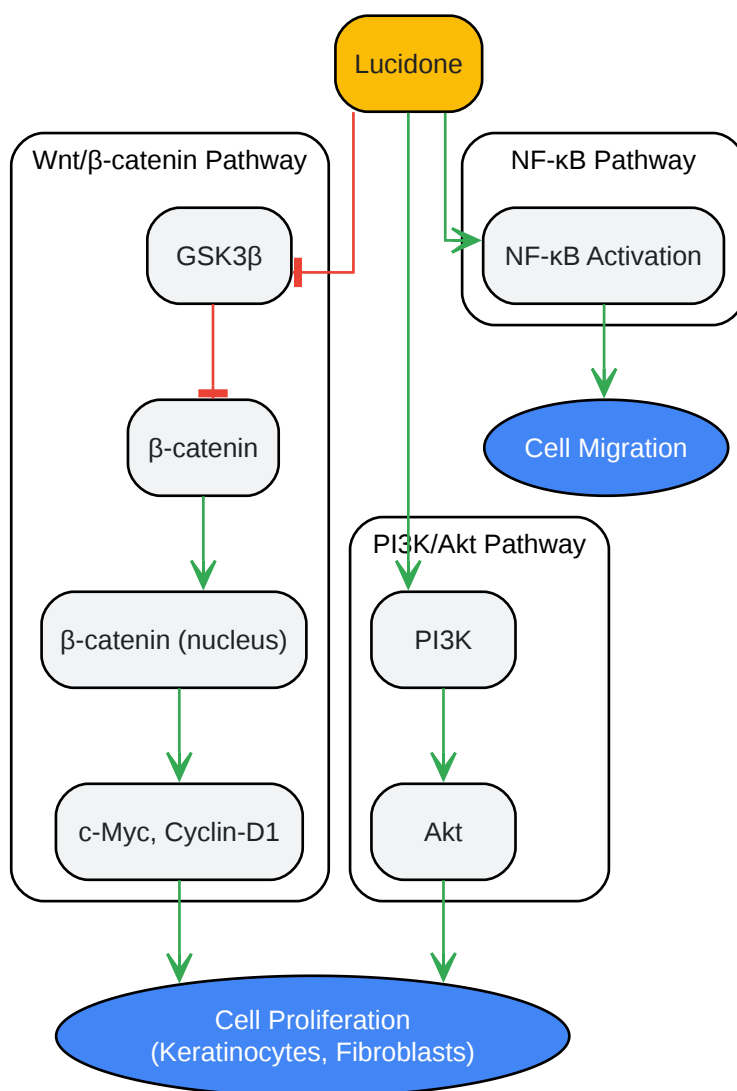 Lucidone
Wnt/β-catenin Pathway
NF-κB Pathway
GSK3β
NF-κB Activation
β-catenin
Cell Migration
PI3K/Akt Pathway
β-catenin (nucleus)
PI3K
c-Myc, Cyclin-D1
Akt
Cell Proliferation
(Keratinocytes, Fibroblasts)